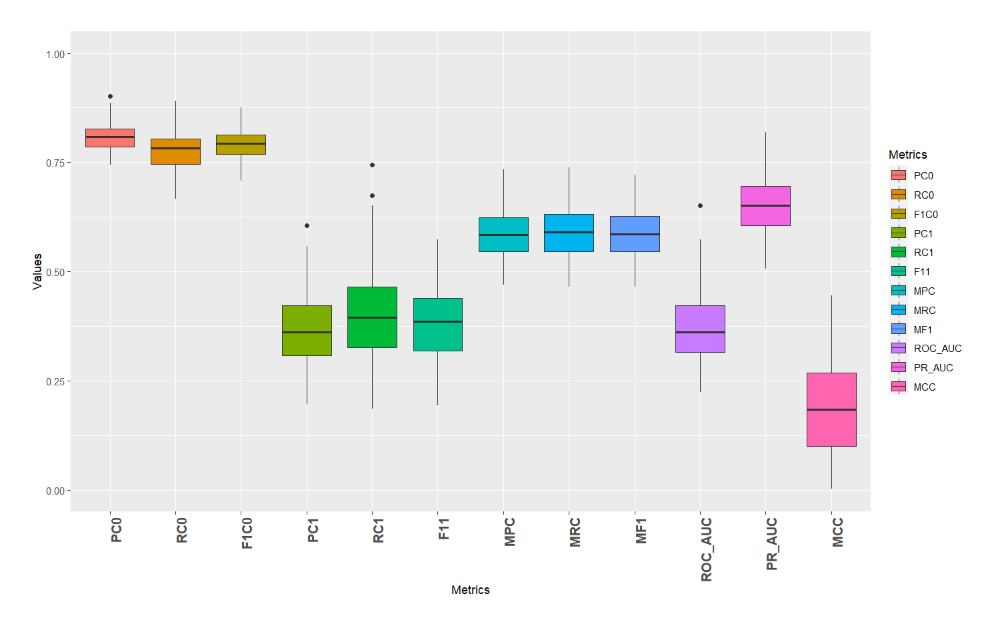 1.00
0.75
0.50
0.25
0.00
Values
PC0
RC0
F1C0
PC1
RC1
F11
MPC
MRC
MF1
ROC_AUC
PR_AUC
MCC
Metrics
Metrics
PC0
RC0
F1C0
PC1
RC1
F11
MPC
MRC
MF1
ROC_AUC
PR_AUC
MCC